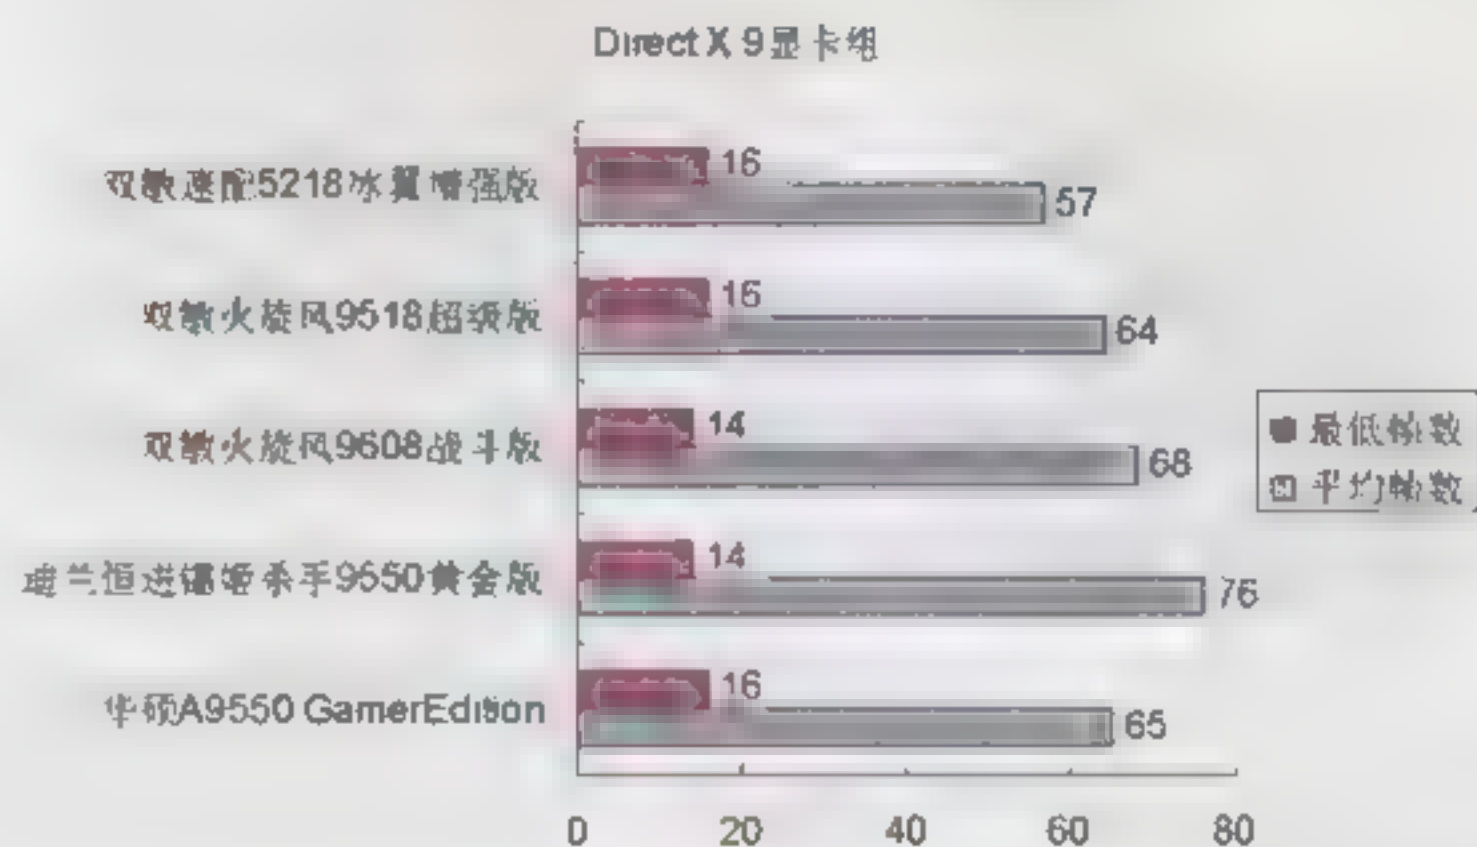 Direct X 9显卡组
双敏速配5218冰翼增强版
16
57
双敏火旋风9518超级版
16
64
双敏火旋风9608战斗版
14
68
迪兰恒进镭姬杀手9550黄金版
14
76
华硕A9550 GamerEdition
16
65
0 20 40 60 80
最低帧数
平均帧数